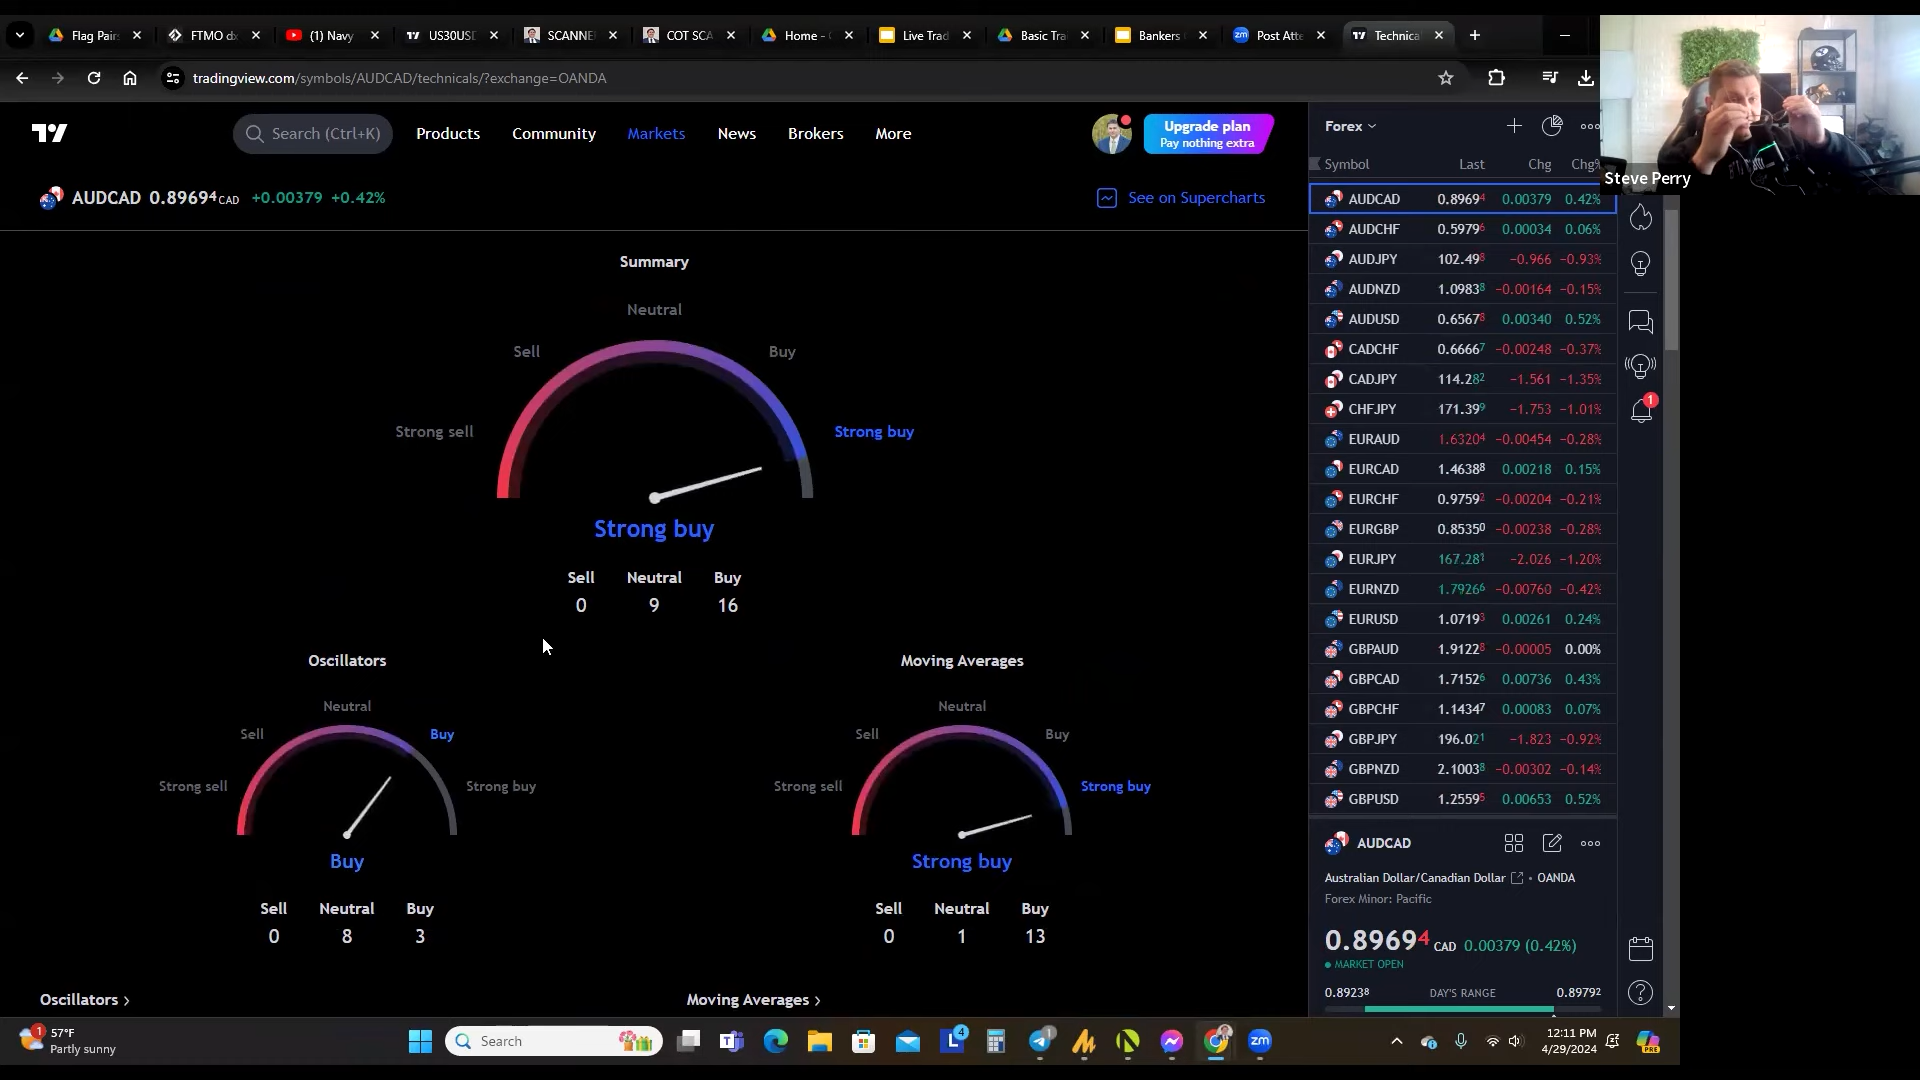 Flag Pair
FTMO dx
(1) Navy
US30USD
SCANNE
COT SCA
Home -
Live Trad
Basic Tra
Bankers
Post Atte
Technica
tradingview.com/symbols/AUDCAD/technicals/?exchange=OANDA
Search (Ctrl+K)
Products
Community
Markets
News
Brokers
More
Upgrade plan
Pay nothing extra
AUDCAD 0.89694 CAD +0.00379 +0.42%
See on Supercharts
Summary
Neutral
Sell
Buy
Strong sell
Strong buy
Strong buy
Sell Neutral Buy
0 9 16
Oscillators
Neutral
Sell
Buy
Strong sell
Strong buy
Buy
Sell Neutral Buy
0 8 3
Moving Averages
Neutral
Sell
Buy
Strong sell
Strong buy
Strong buy
Sell Neutral Buy
0 1 13
Oscillators >
Moving Averages >
Forex
Symbol Last Chg Chg%
AUDCAD 0.89694 0.00379 0.42%
AUDCHF 0.59796 0.00034 0.06%
AUDJPY 102.498 −0.966 −0.93%
AUDNZD 1.09838 −0.00164 −0.15%
AUDUSD 0.65678 0.00340 0.52%
CADCHF 0.66667 −0.00248 −0.37%
CADJPY 114.282 −1.561 −1.35%
CHFJPY 171.399 −1.753 −1.01%
EURAUD 1.63204 −0.00454 −0.28%
EURCAD 1.46388 0.00218 0.15%
EURCHF 0.97592 −0.00204 −0.21%
EURGBP 0.85350 −0.00238 −0.28%
EURJPY 167.281 −2.026 −1.20%
EURNZD 1.79266 −0.00760 −0.42%
EURUSD 1.07193 0.00261 0.24%
GBPAUD 1.91228 −0.00005 0.00%
GBPCAD 1.71526 0.00736 0.43%
GBPCHF 1.14347 0.00083 0.07%
GBPJPY 196.021 −1.823 −0.92%
GBPNZD 2.10038 −0.00302 −0.14%
GBPUSD 1.25595 0.00653 0.52%
AUDCAD
Australian Dollar/Canadian Dollar • OANDA
Forex Minor: Pacific
0.89694 CAD 0.00379 (0.42%)
MARKET OPEN
0.89238 DAY'S RANGE 0.89792
Steve Perry
1
1
57°F
Partly sunny
Search
4
1
12:11 PM
4/29/2024